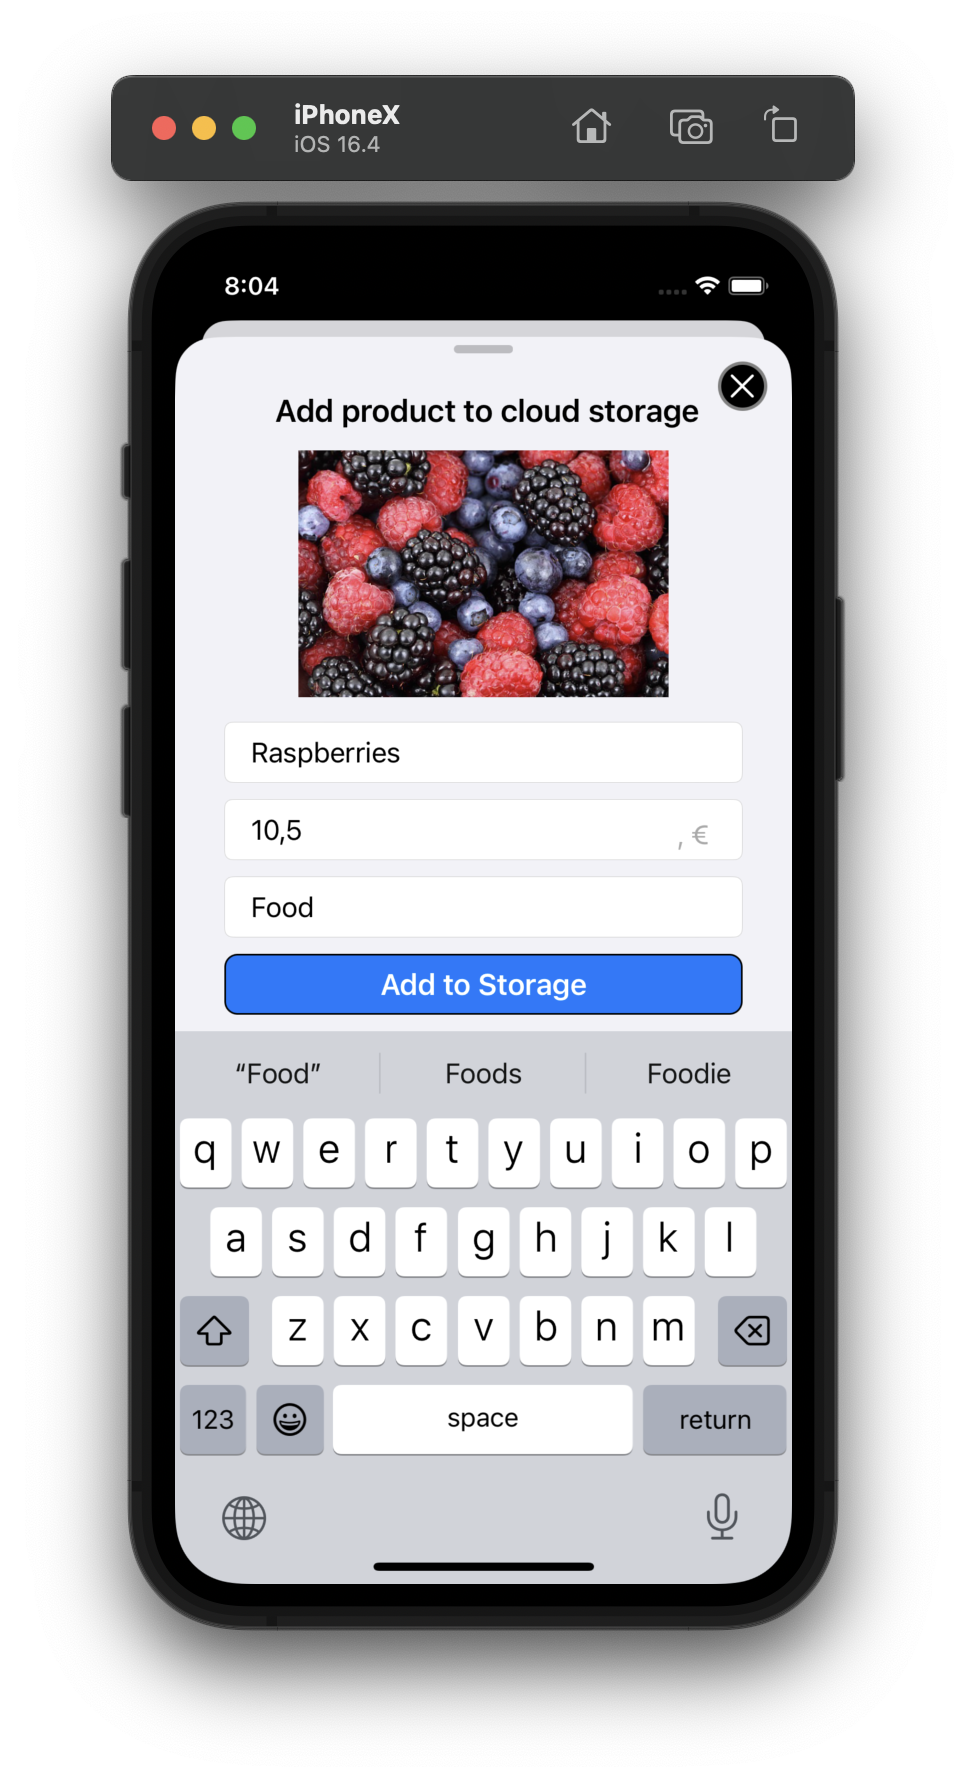 iPhoneX
iOS 16.4
8:04
Add product to cloud storage
Raspberries
10,5 , €
Food
Add to Storage
“Food” Foods Foodie
q w e r t y u i o p
a s d f g h j k l
z x c v b n m
123 space return